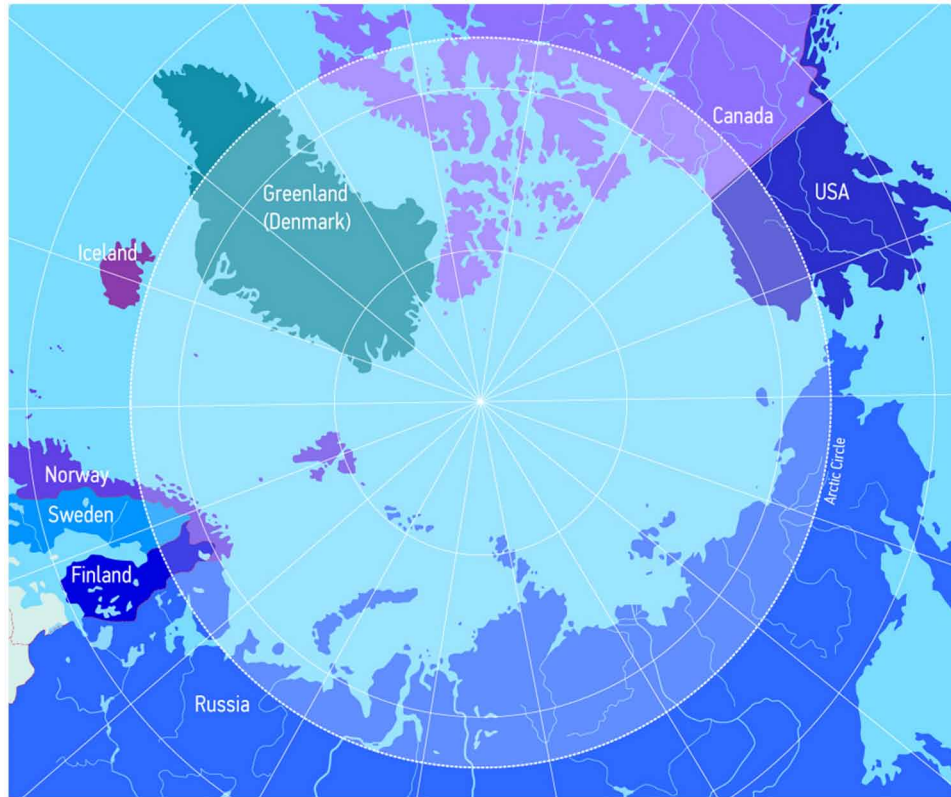 Canada
USA
Greenland
(Denmark)
Iceland
Arctic Circle
Norway
Sweden
Finland
Russia